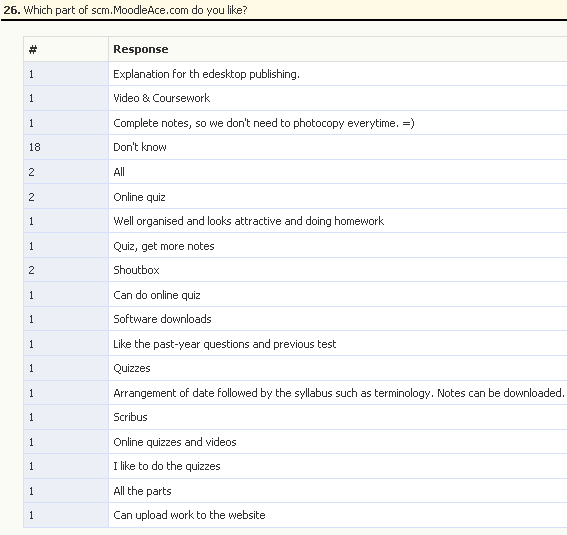 26. Which part of scm.MoodleAce.com do you like?
# Response
1 Explanation for th edesktop publishing.
1 Video & Coursework
1 Complete notes, so we don't need to photocopy everytime. =)
18 Don't know
2 All
2 Online quiz
1 Well organised and looks attractive and doing homework
1 Quiz, get more notes
2 Shoutbox
1 Can do online quiz
1 Software downloads
1 Like the past-year questions and previous test
1 Quizzes
1 Arrangement of date followed by the syllabus such as terminology. Notes can be downloaded.
1 Scribus
1 Online quizzes and videos
1 I like to do the quizzes
1 All the parts
1 Can upload work to the website